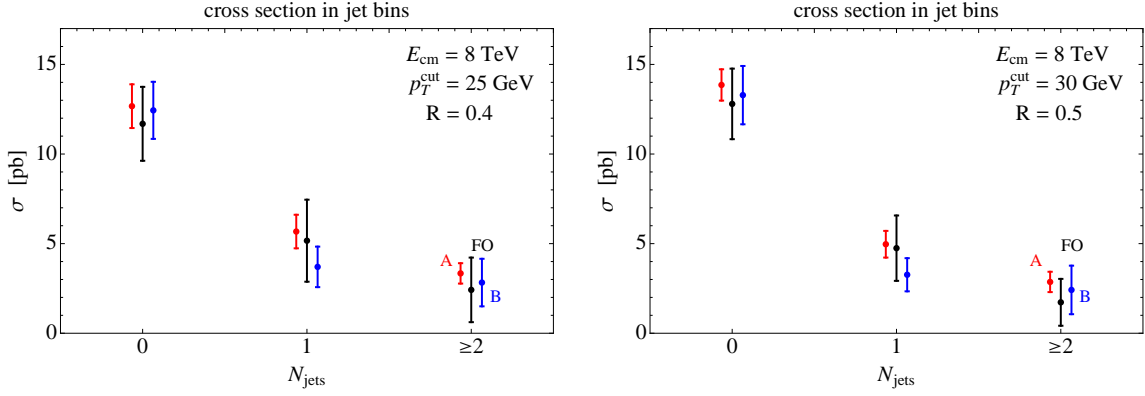 cross section in jet bins
E_cm = 8 TeV
p_T^cut = 25 GeV
R = 0.4
σ [pb]
15
10
5
0
A
FO
B
0
1
≥2
N_jets
cross section in jet bins
E_cm = 8 TeV
p_T^cut = 30 GeV
R = 0.5
σ [pb]
15
10
5
0
A
FO
B
0
1
≥2
N_jets